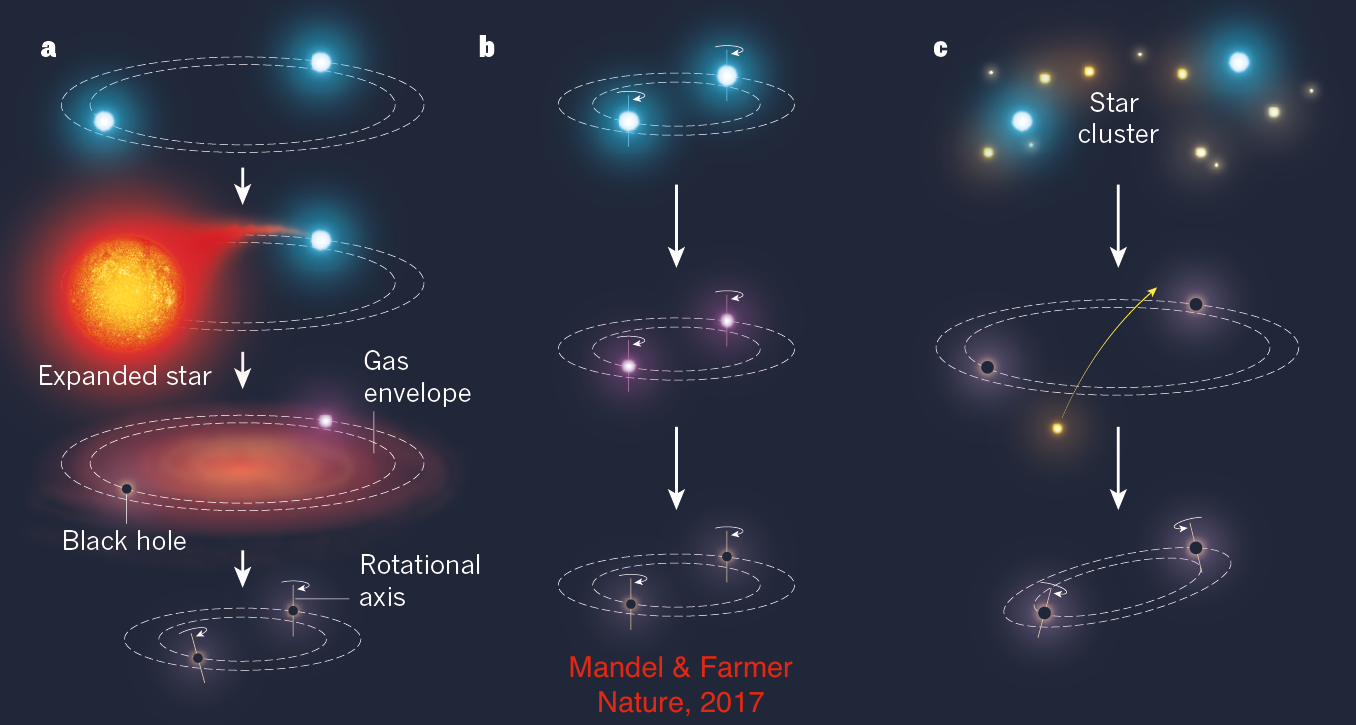 a
b
c
Star
cluster
Expanded star
Gas
envelope
Black hole
Rotational
axis
Mandel & Farmer
Nature, 2017